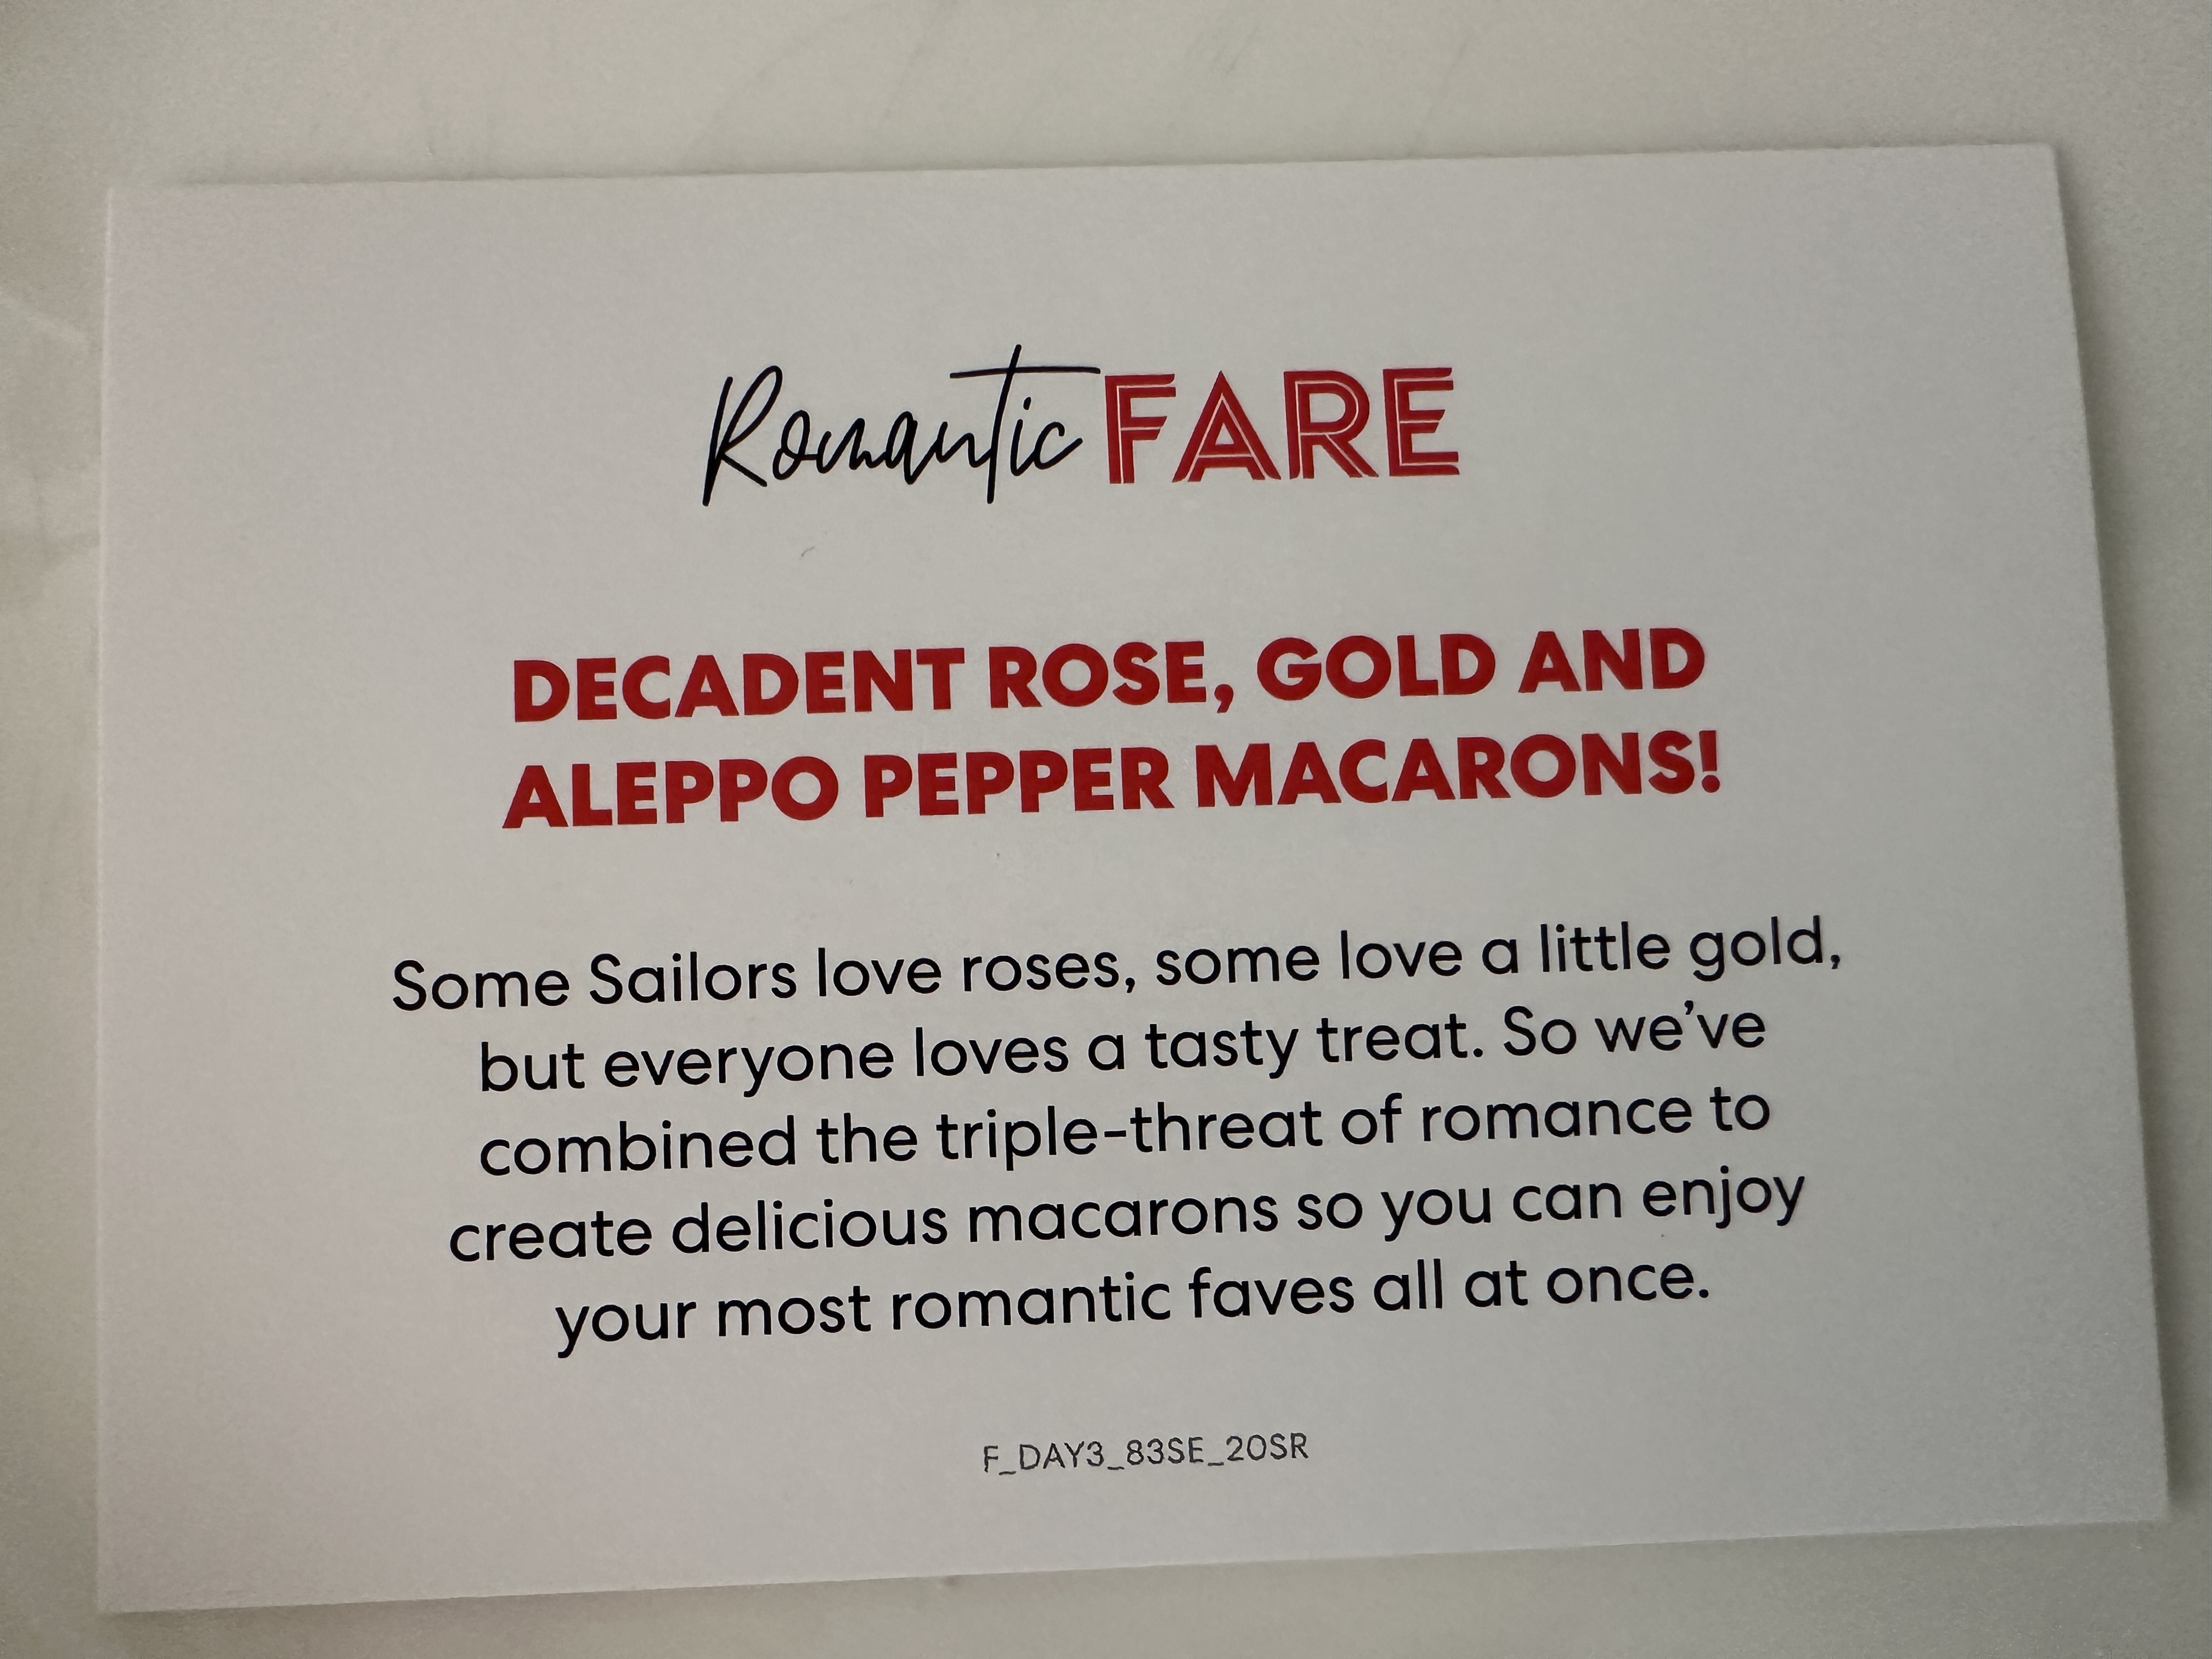 Romantic FARE
DECADENT ROSE, GOLD AND
ALEPPO PEPPER MACARONS!
Some Sailors love roses, some love a little gold,
but everyone loves a tasty treat. So we’ve
combined the triple-threat of romance to
create delicious macarons so you can enjoy
your most romantic faves all at once.
F_DAY3_83SE_20SR